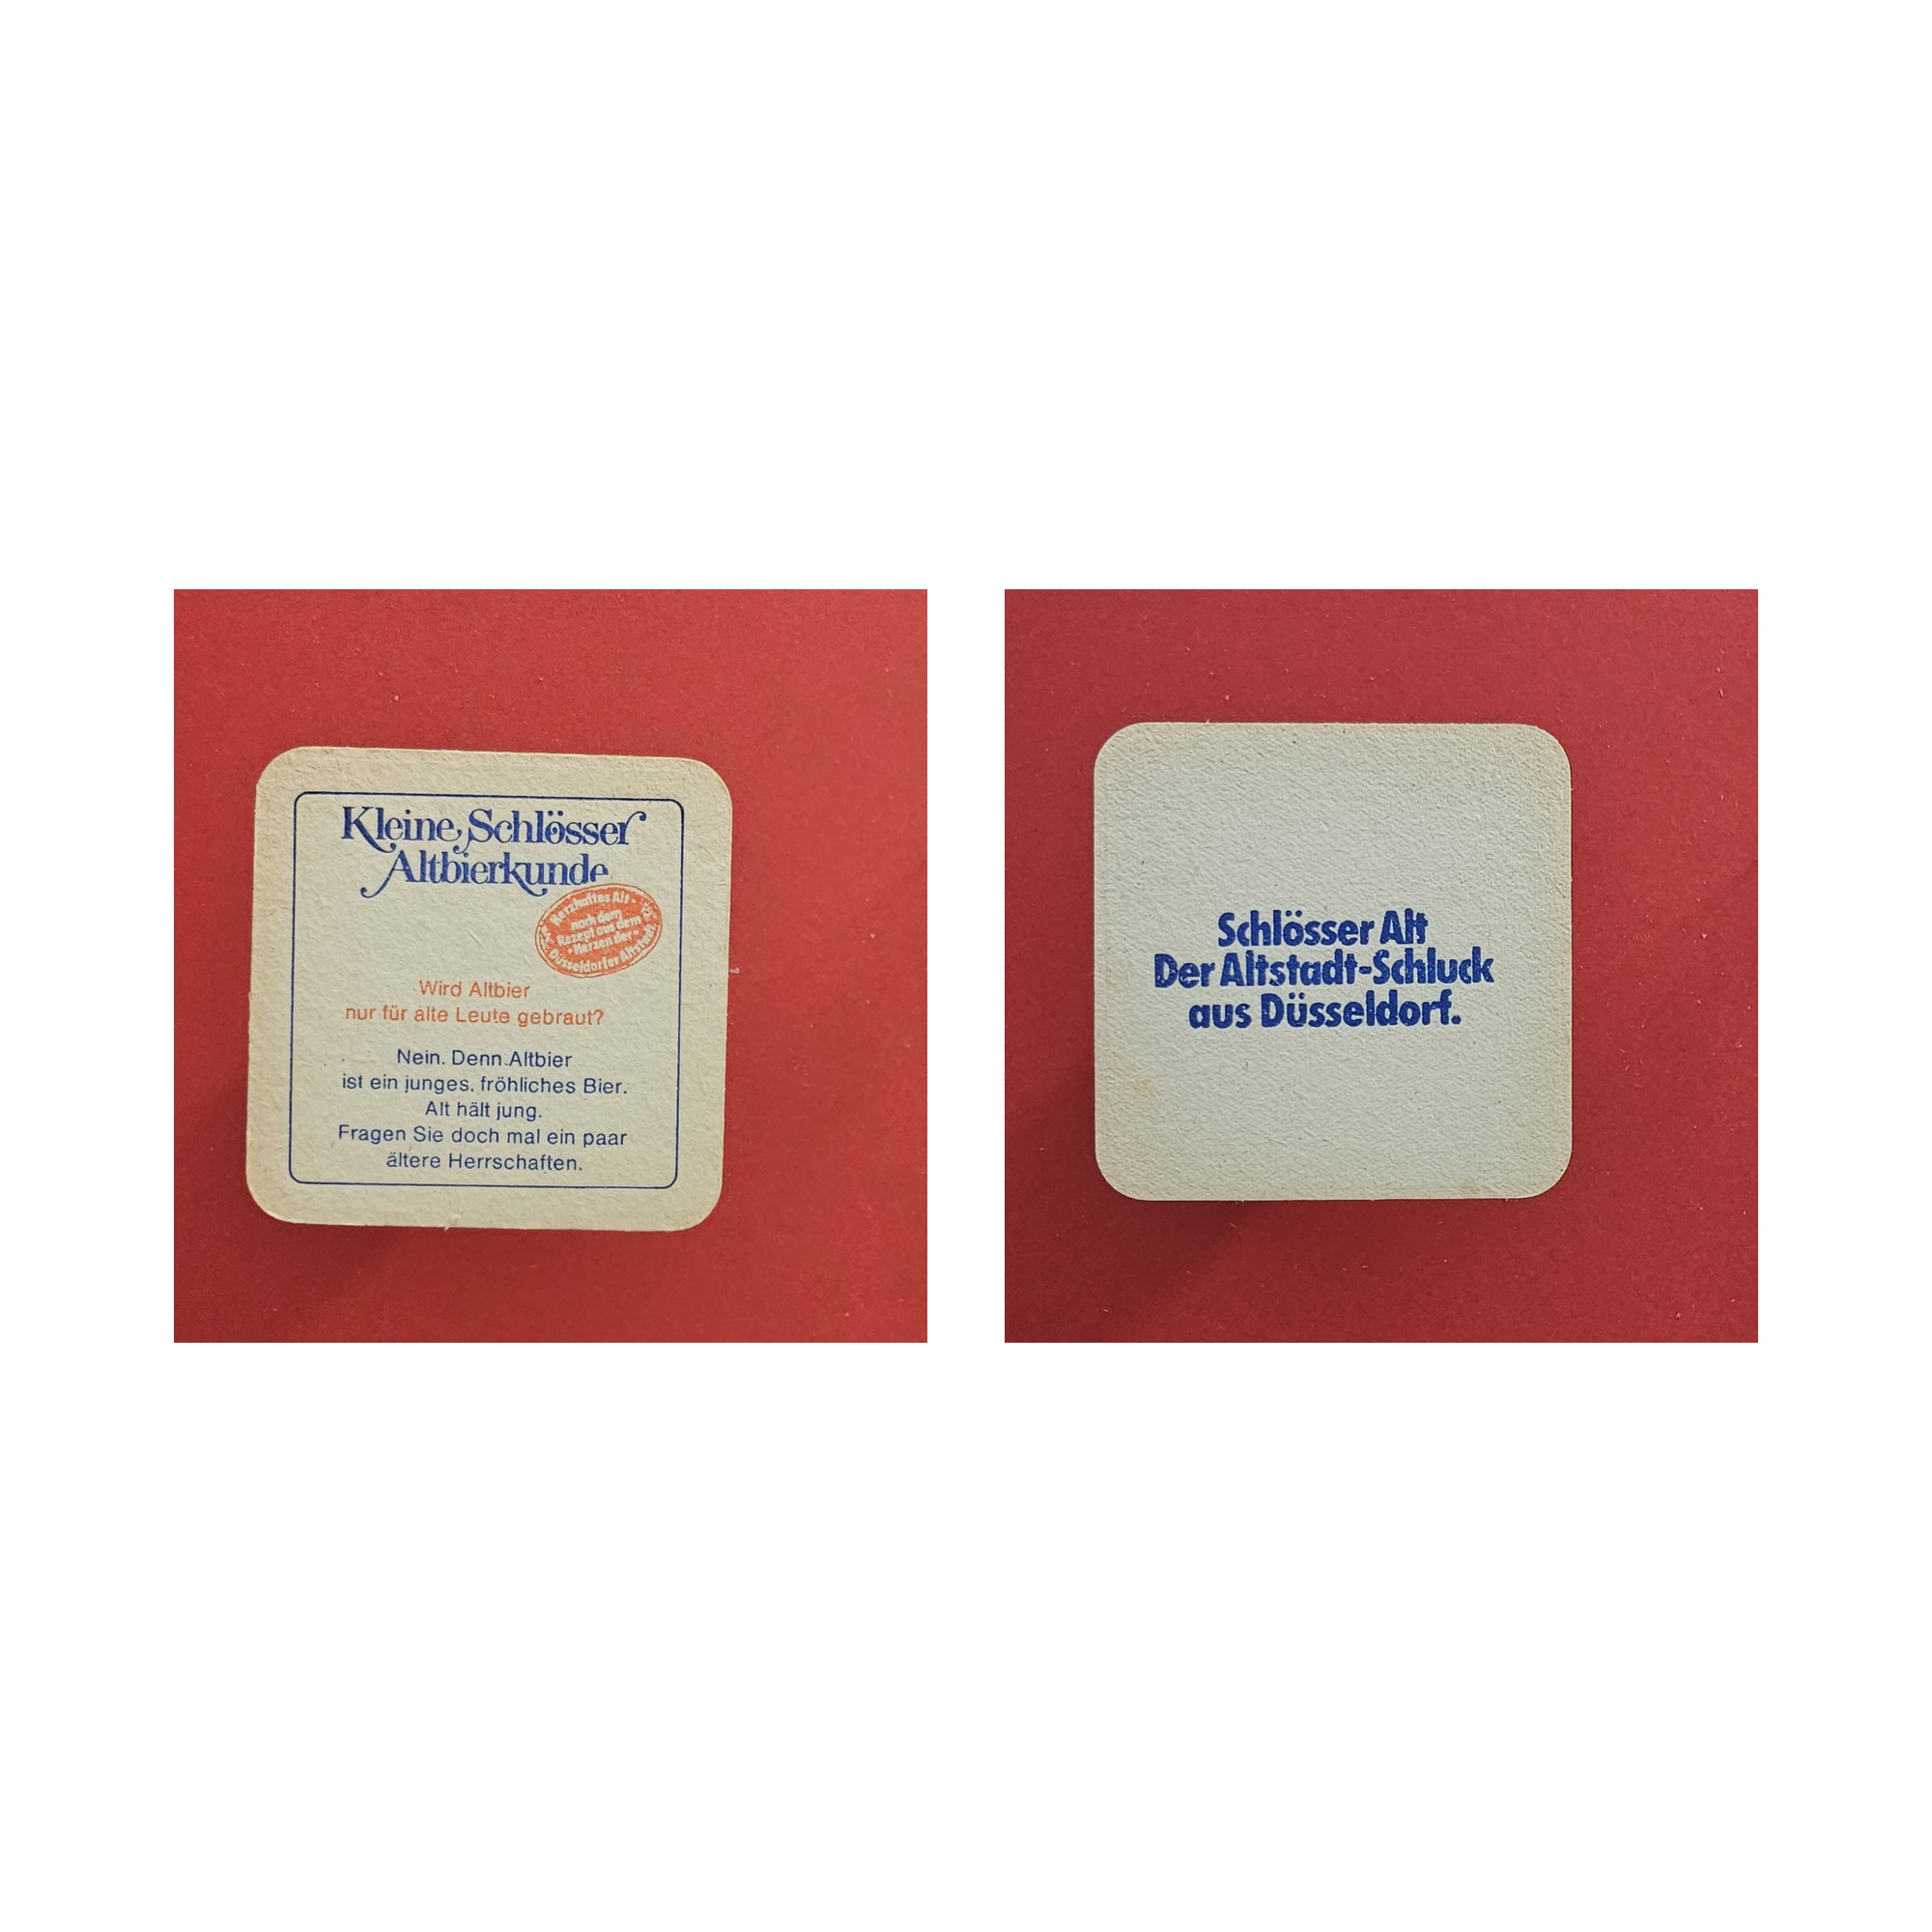 Kleine Schlösser
Altbierkunde
Herzhaftes Alt
nach dem
Rezept aus dem
Herzen der
Düsseldorfer Altstadt
Wird Altbier
nur für alte Leute gebraut?
Nein. Denn Altbier
ist ein junges, fröhliches Bier.
Alt hält jung.
Fragen Sie doch mal ein paar
ältere Herrschaften.
Schlösser Alt
Der Altstadt-Schluck
aus Düsseldorf.